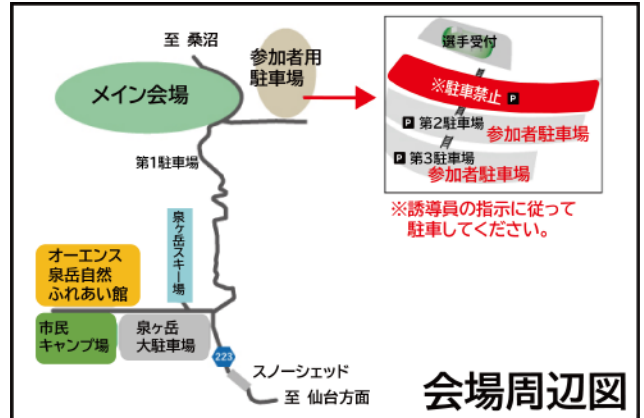 至 桑沼
参加者用
駐車場
メイン会場
選手受付
※駐車禁止 P
P 第2駐車場
参加者駐車場
P 第3駐車場
参加者駐車場
※誘導員の指示に従って
駐車してください。
第1駐車場
泉ヶ岳スキー場
オーエンス
泉岳自然
ふれあい館
市民
キャンプ場
泉ヶ岳
大駐車場
223
スノーシェッド
至 仙台方面
会場周辺図